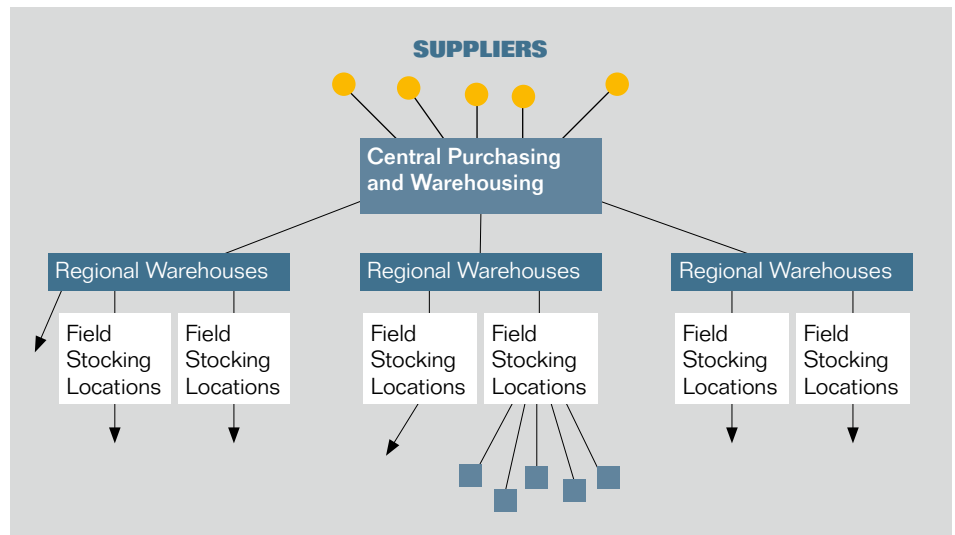 SUPPLIERS
Central Purchasing
and Warehousing
Regional Warehouses
Regional Warehouses
Regional Warehouses
Field
Stocking
Locations
Field
Stocking
Locations
Field
Stocking
Locations
Field
Stocking
Locations
Field
Stocking
Locations
Field
Stocking
Locations